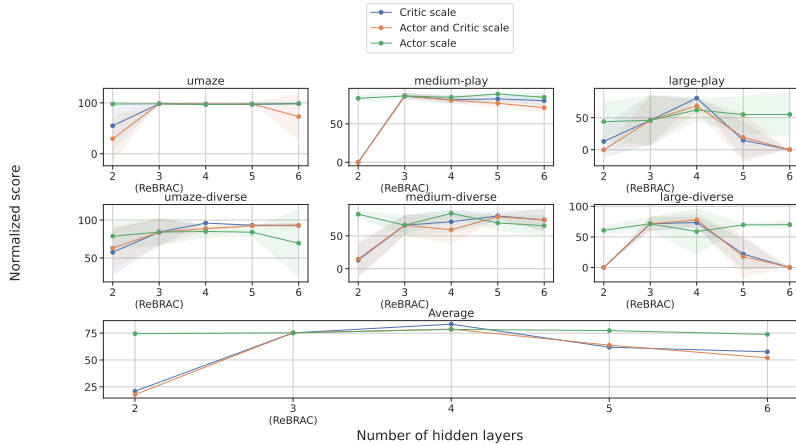 Critic scale
Actor and Critic scale
Actor scale
umaze
medium-play
large-play
100
0
50
0
50
0
2 3 4 5 6
(ReBRAC)
2 3 4 5 6
(ReBRAC)
2 3 4 5 6
(ReBRAC)
umaze-diverse
medium-diverse
large-diverse
100
50
50
0
100
50
0
2 3 4 5 6
(ReBRAC)
2 3 4 5 6
(ReBRAC)
2 3 4 5 6
(ReBRAC)
Average
75
50
25
2 3 4 5 6
(ReBRAC)
Normalized score
Number of hidden layers